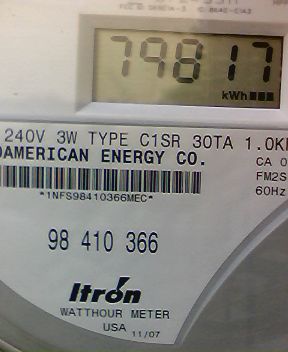 79817
kWh
240V 3W TYPE C1SR 30TA 1.0K
AMERICAN ENERGY CO.
CA 0
FM2S
60Hz
*1NFS98410366MEC*
98 410 366
Itron
WATTHOUR METER
USA 11/07